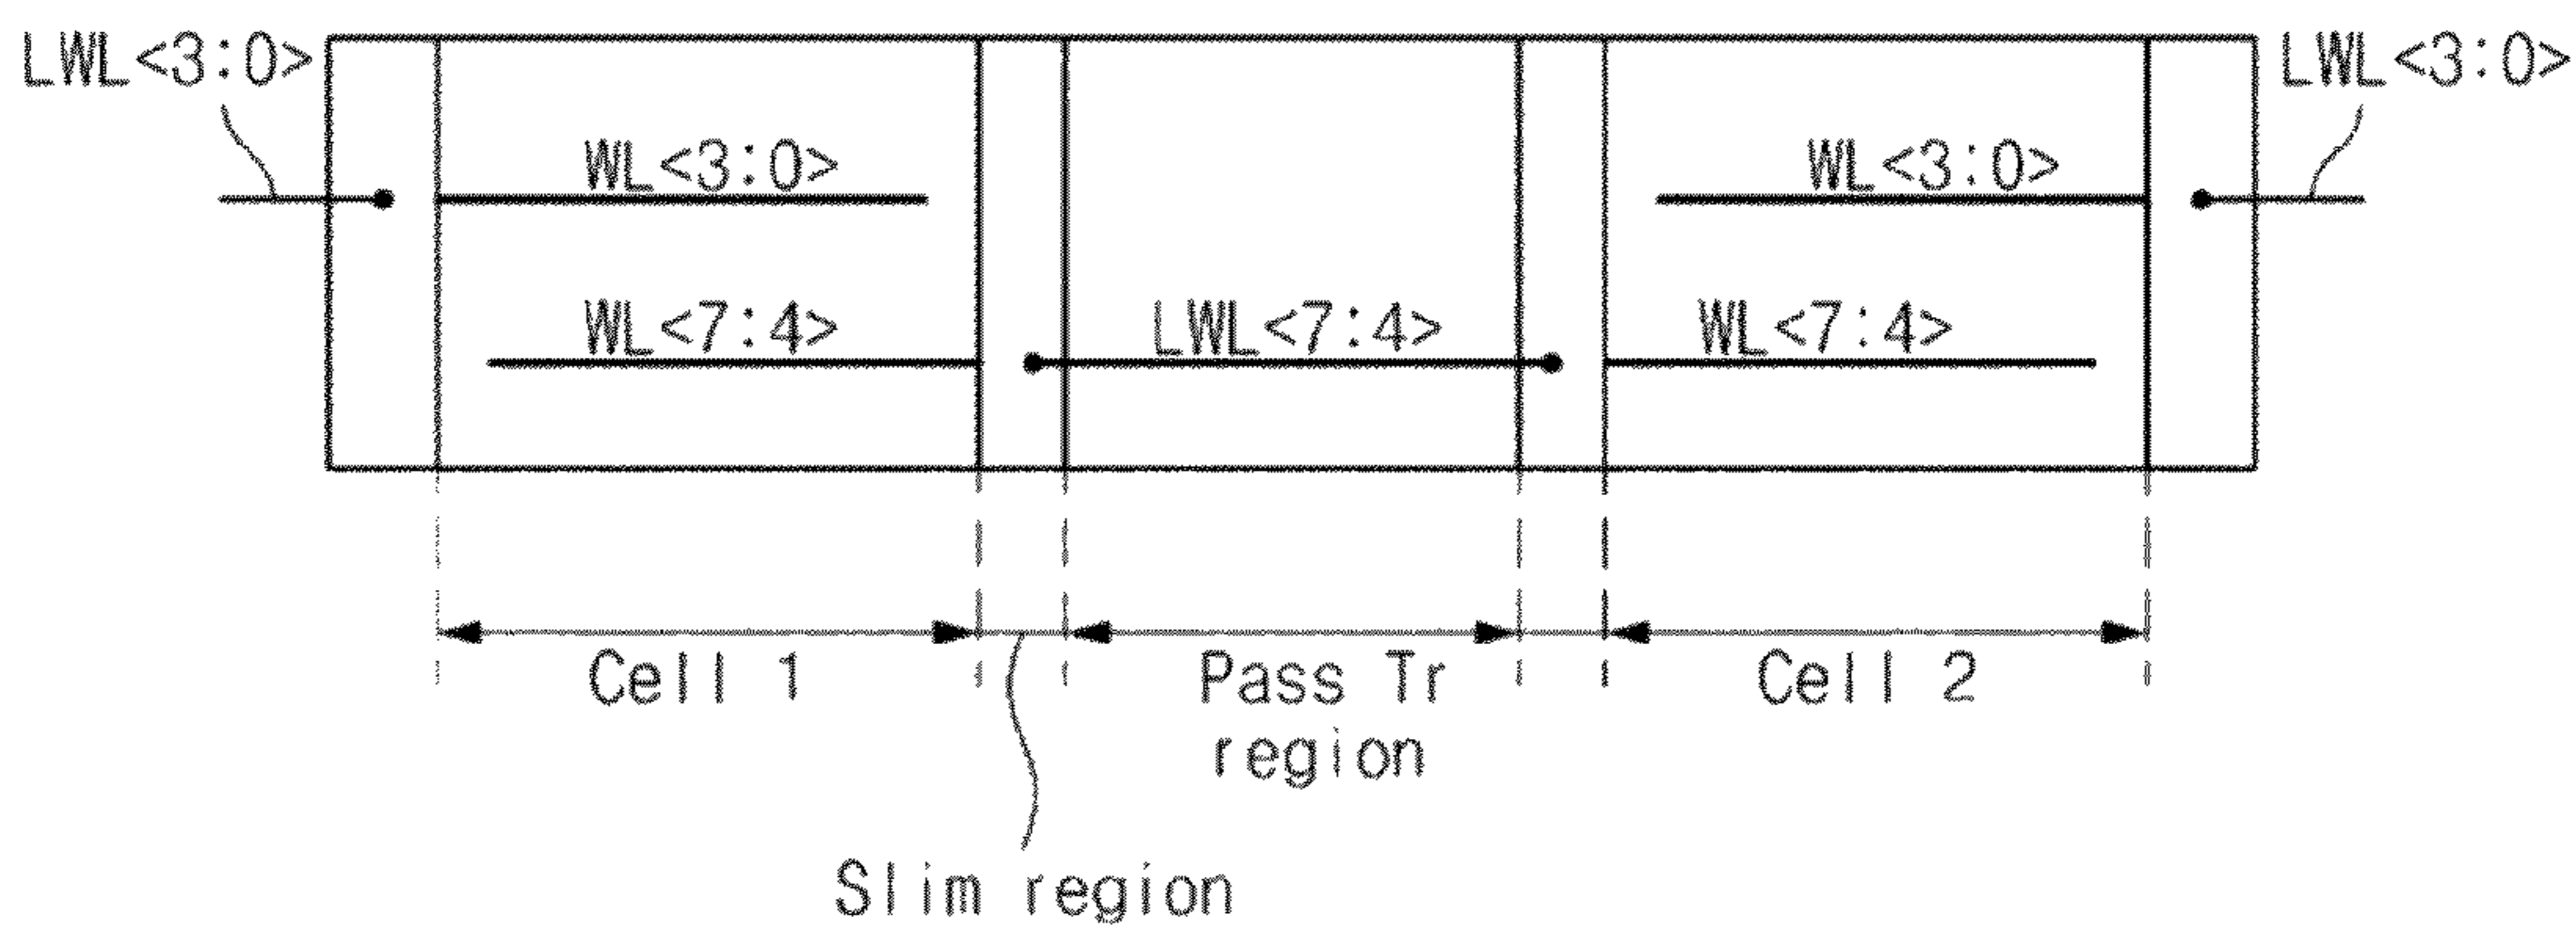 LWL<3:0>
LWL<3:0>
WL<3:0>
WL<3:0>
WL<7:4>
LWL<7:4>
WL<7:4>
Cell 1
Pass Tr
region
Cell 2
Slim region